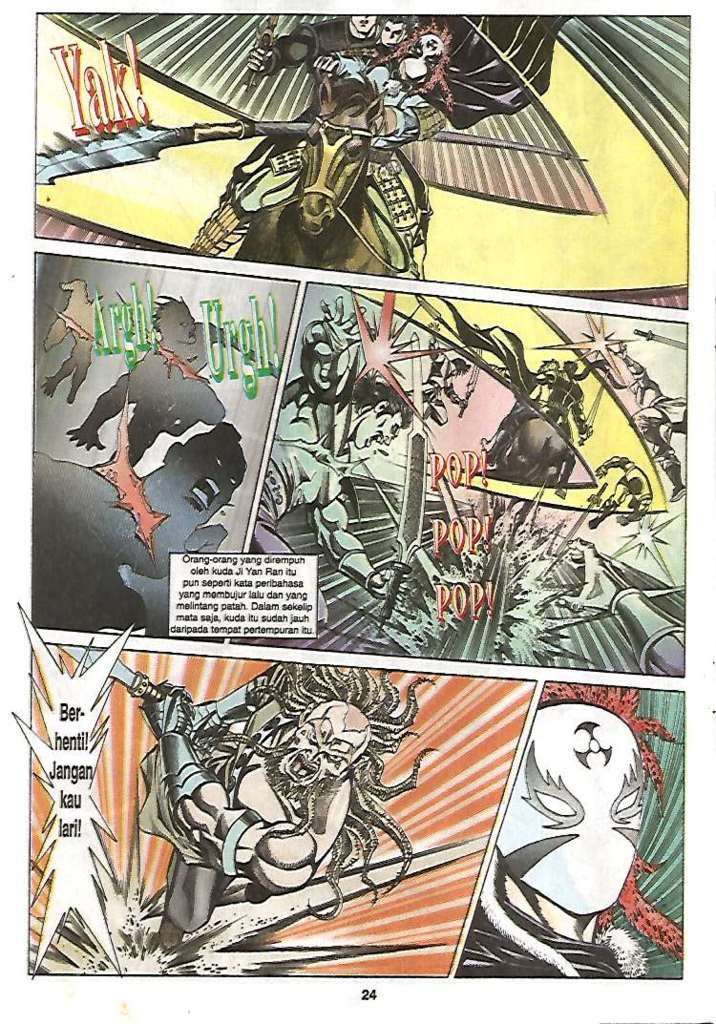 Yak!
Argh!
Urgh!
POP!
POP!
POP!
Orang-orang yang dirempuh
oleh kuda Ji Yan Ran itu
pun seperti kata peribahasa
yang membujur lalu dan yang
melintang patah. Dalam sekelip
mata saja, kuda itu sudah jauh
daripada tempat pertempuran itu.
Ber-
henti!
Jangan
kau
lari!
24